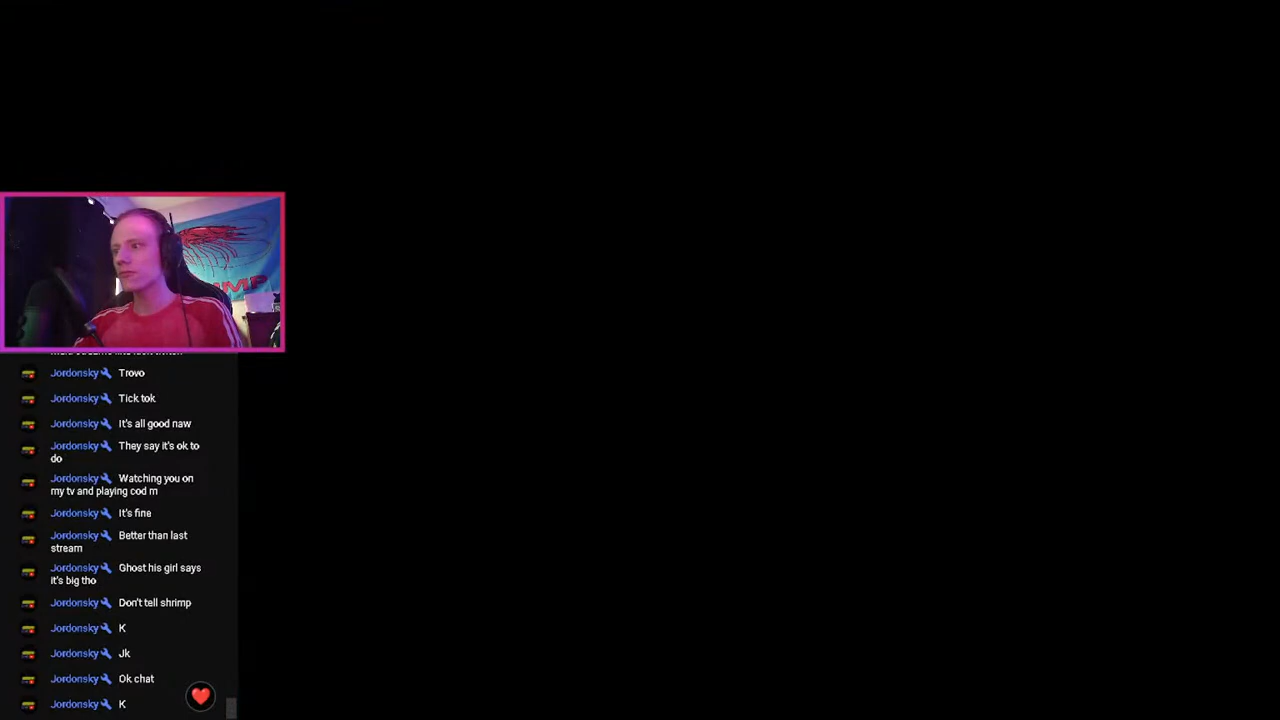 Jordonsky Trovo
Jordonsky Tick tok
Jordonsky It's all good naw
Jordonsky They say it's ok to
do
Jordonsky Watching you on
my tv and playing cod m
Jordonsky It's fine
Jordonsky Better than last
stream
Jordonsky Ghost his girl says
it's big tho
Jordonsky Don't tell shrimp
Jordonsky K
Jordonsky Jk
Jordonsky Ok chat
Jordonsky K